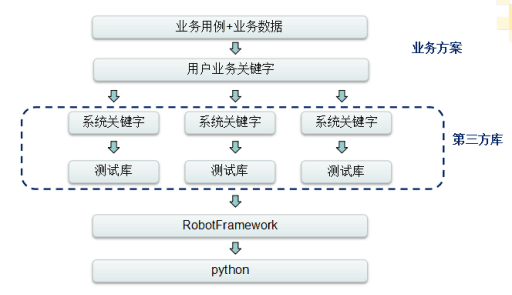 业务用例+业务数据
业务方案
用户业务关键字
系统关键字 系统关键字 系统关键字
第三方库
测试库 测试库 测试库
RobotFramework
python